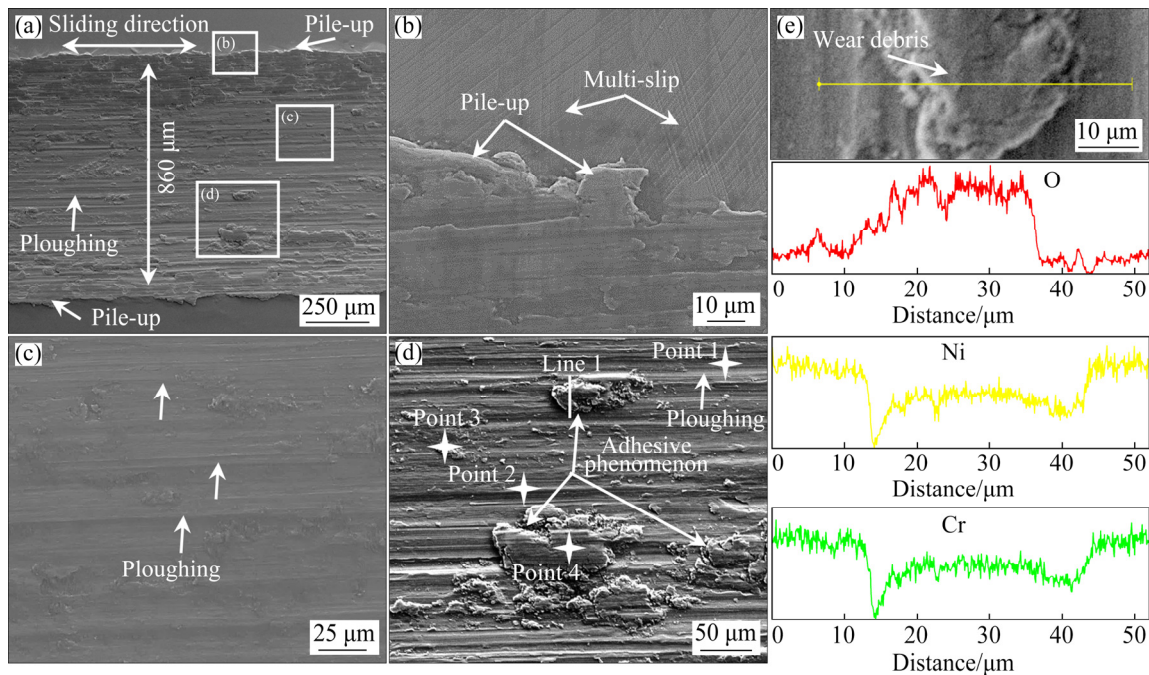 (a)
Sliding direction
(b)
Pile-up
(c)
860 μm
(d)
Ploughing
Pile-up
250 μm
(b)
Multi-slip
Pile-up
10 μm
(c)
Ploughing
25 μm
(d)
Line 1
Point 1
Ploughing
Point 3
Adhesive
phenomenon
Point 2
Point 4
50 μm
(e)
Wear debris
10 μm
O
0 10 20 30 40 50
Distance/μm
Ni
0 10 20 30 40 50
Distance/μm
Cr
0 10 20 30 40 50
Distance/μm